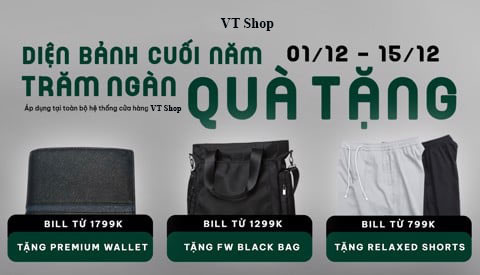 VT Shop
DIỆN BẢNH CUỐI NĂM
01/12 – 15/12
TRĂM NGÀN
QUÀ TẶNG
Áp dụng tại toàn bộ hệ thống cửa hàng VT Shop
BILL TỪ 1799K
TẶNG PREMIUM WALLET
BILL TỪ 1299K
TẶNG FW BLACK BAG
BILL TỪ 799K
TẶNG RELAXED SHORTS